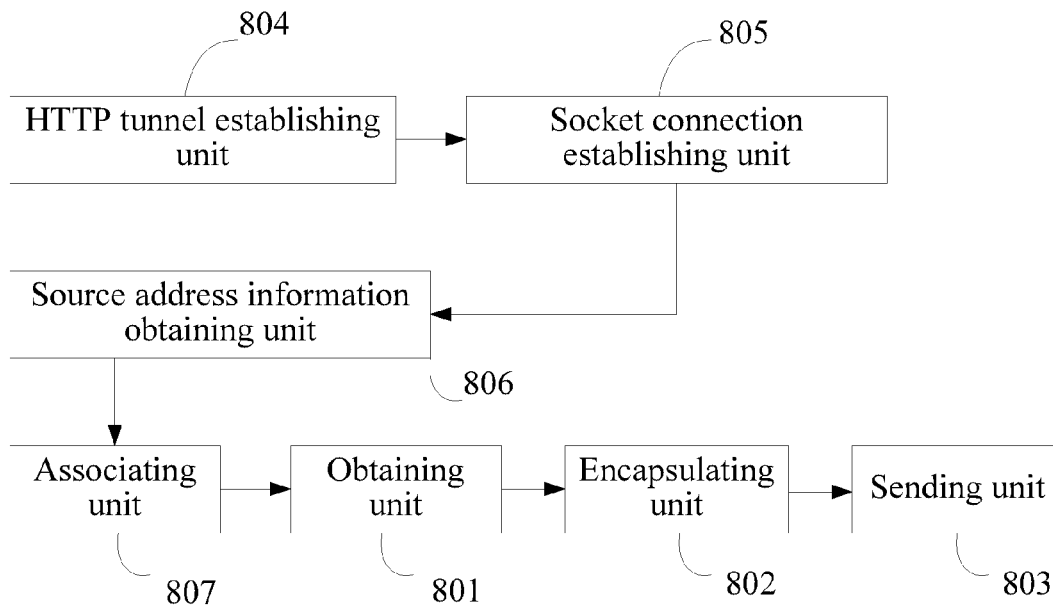 804
805
HTTP tunnel establishing
unit
Socket connection
establishing unit
Source address information
obtaining unit
806
Associating
unit
Obtaining
unit
Encapsulating
unit
Sending unit
807
801
802
803